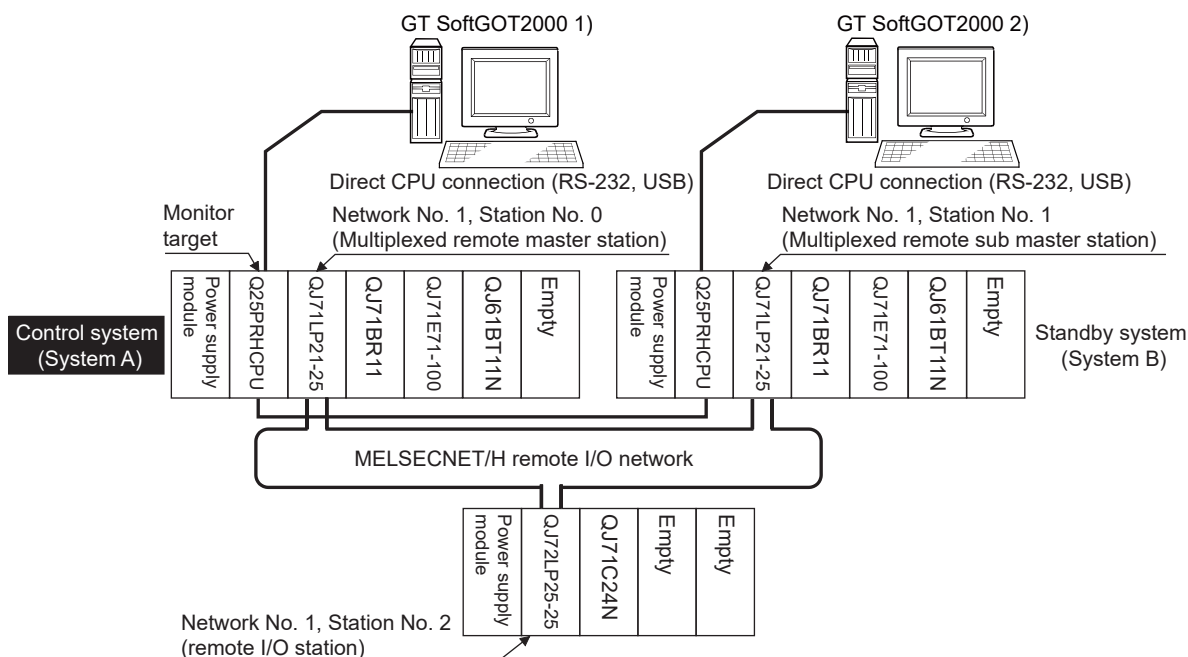 GT SoftGOT2000 1)
GT SoftGOT2000 2)
Direct CPU connection (RS-232, USB)
Direct CPU connection (RS-232, USB)
Monitor
target
Network No. 1, Station No. 0
(Multiplexed remote master station)
Network No. 1, Station No. 1
(Multiplexed remote sub master station)
Control system
(System A)
Power supply
module
Q25PRHCPU
QJ71LP21-25
QJ71BR11
QJ71E71-100
QJ61BT11N
Empty
Power supply
module
Q25PRHCPU
QJ71LP21-25
QJ71BR11
QJ71E71-100
QJ61BT11N
Empty
Standby system
(System B)
MELSECNET/H remote I/O network
Power supply
module
QJ72LP25-25
QJ71C24N
Empty
Empty
Network No. 1, Station No. 2
(remote I/O station)